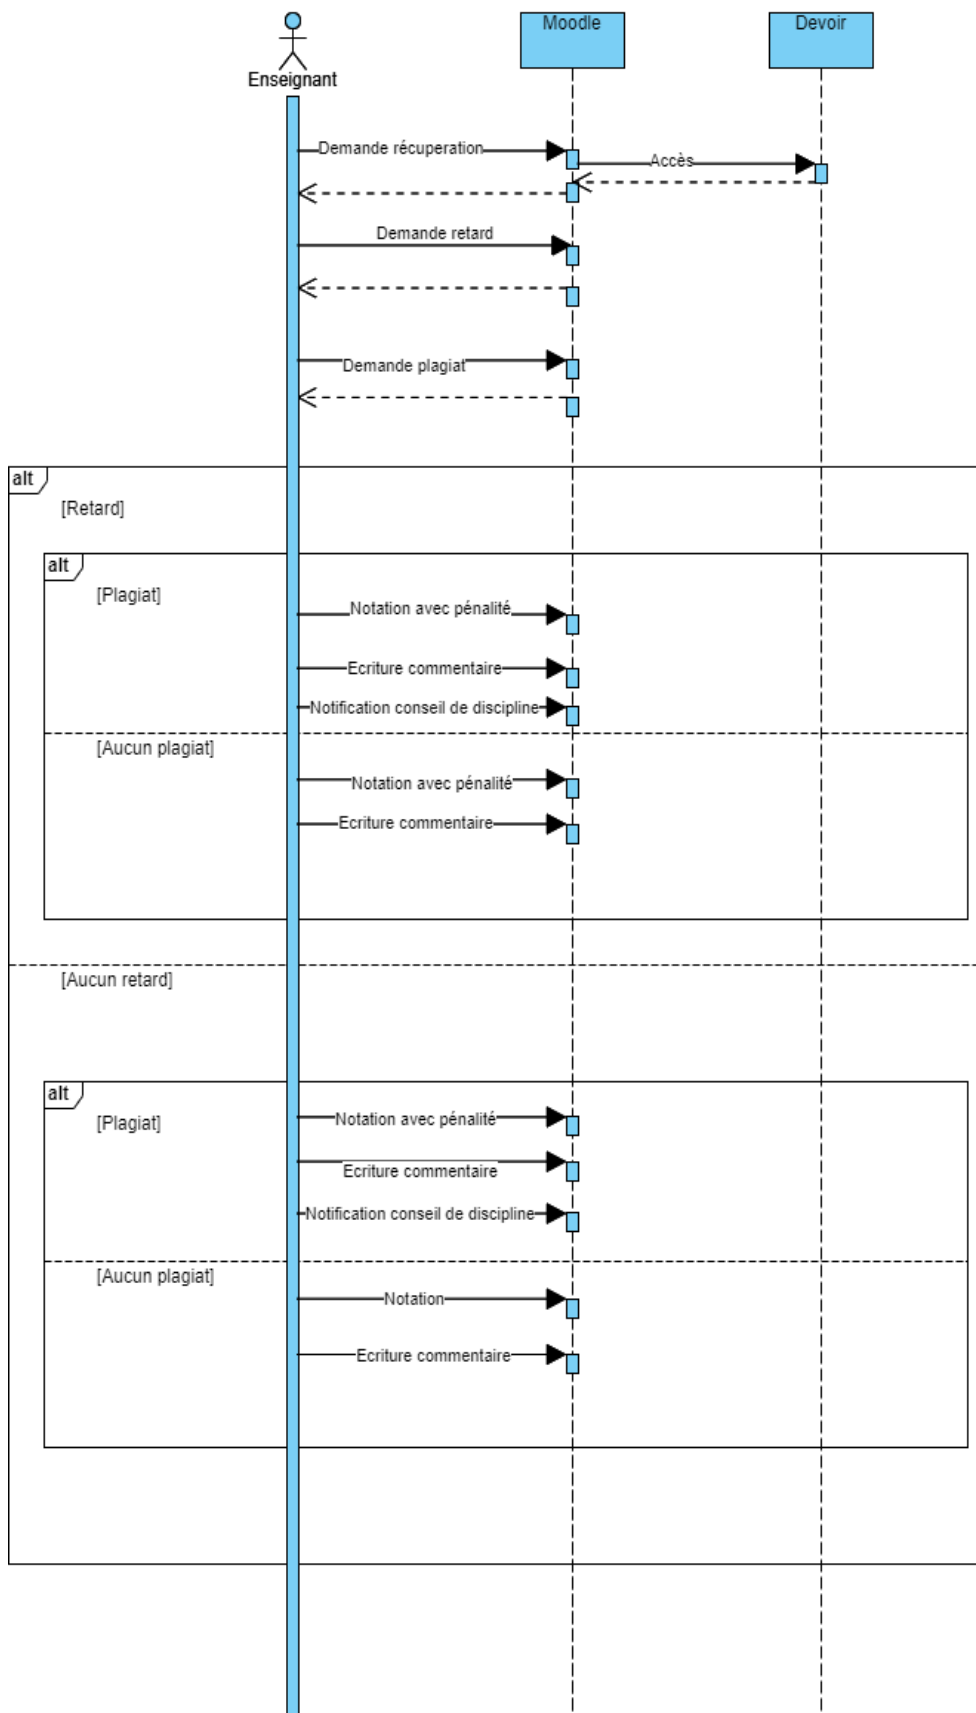 Moodle
Devoir
Enseignant
Demande récuperation
Accès
Demande retard
Demande plagiat
alt
[Retard]
alt
[Plagiat]
Notation avec pénalité
Ecriture commentaire
Notification conseil de discipline
[Aucun plagiat]
Notation avec pénalité
Ecriture commentaire
[Aucun retard]
alt
[Plagiat]
Notation avec pénalité
Ecriture commentaire
Notification conseil de discipline
[Aucun plagiat]
Notation
Ecriture commentaire